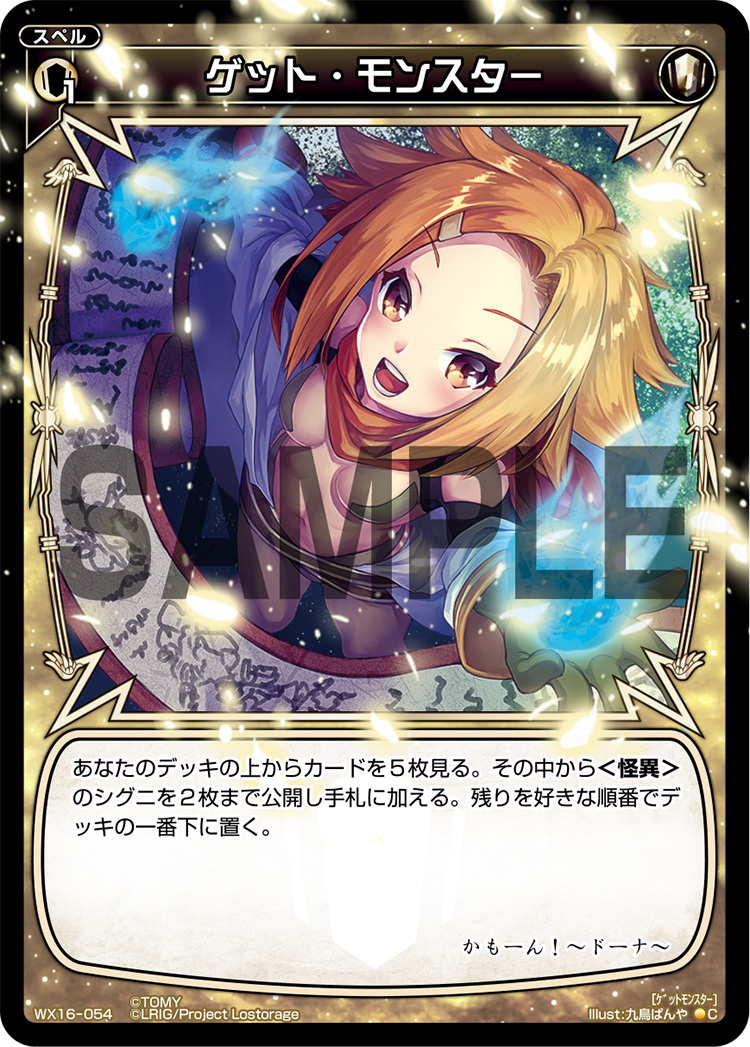 スペル
1
ゲット・モンスター
SAMPLE
あなたのデッキの上からカードを５枚見る。その中から<怪異>
のシグニを２枚まで公開し手札に加える。残りを好きな順番でデ
ッキの一番下に置く。
かもーん！～ドーナ～
WX16-054
©TOMY
©LRIG/Project Lostorage
[ｹﾞｯﾄﾓﾝｽﾀｰ]
Illust:九鳥ぱんや
C